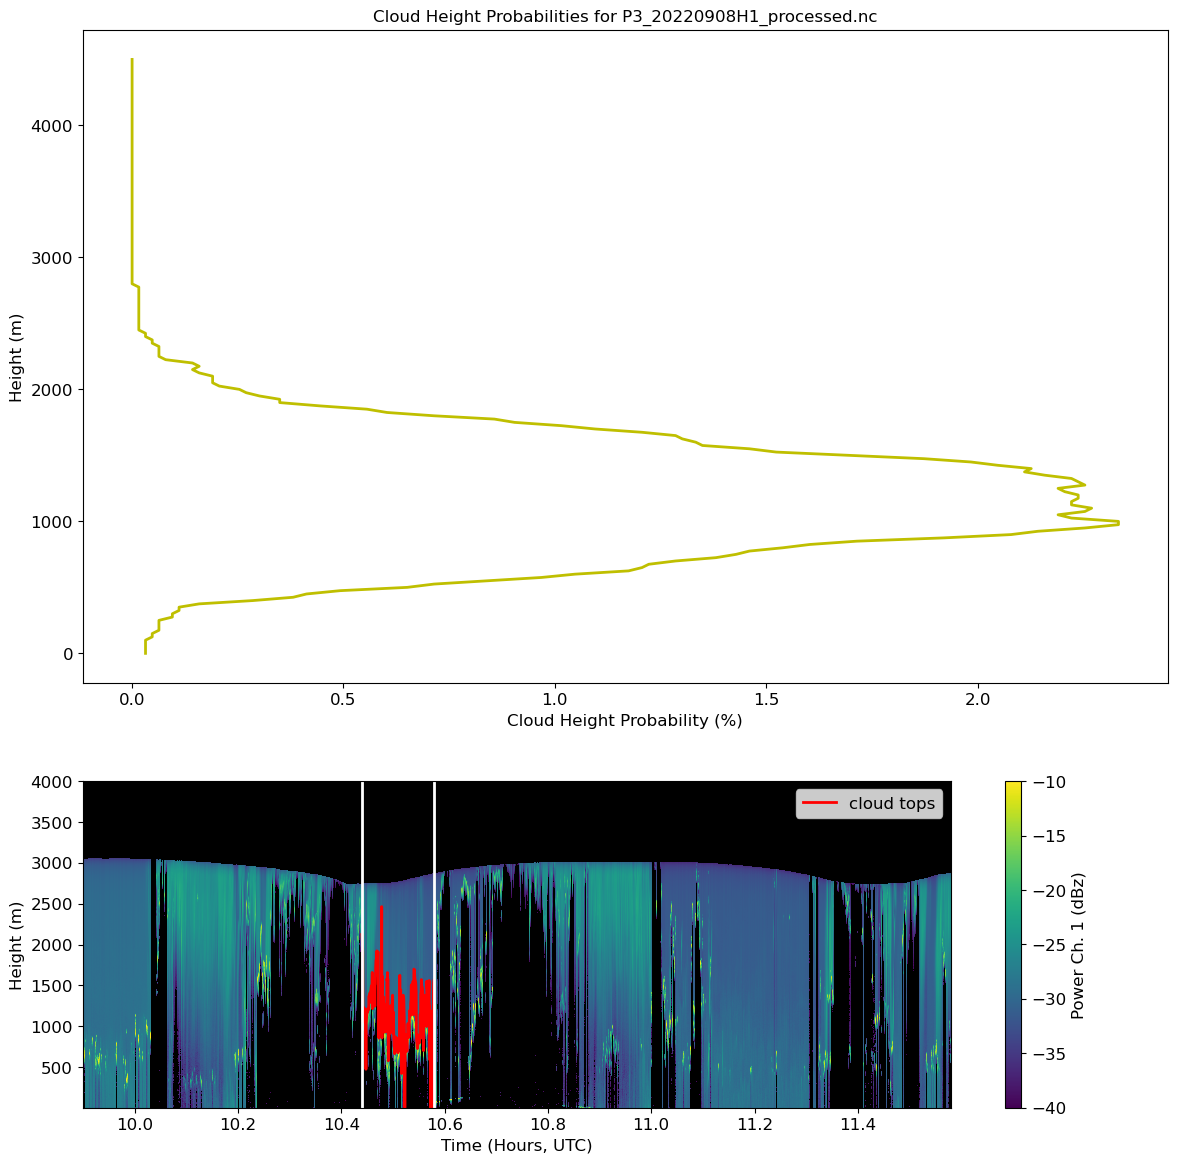 Cloud Height Probabilities for P3_20220908H1_processed.nc
Height (m)
4000
3000
2000
1000
0
0.0 0.5 1.0 1.5 2.0
Cloud Height Probability (%)
Height (m)
4000
3500
3000
2500
2000
1500
1000
500
cloud tops
10.0 10.2 10.4 10.6 10.8 11.0 11.2 11.4
Time (Hours, UTC)
−10
−15
−20
−25
−30
−35
−40
Power Ch. 1 (dBz)